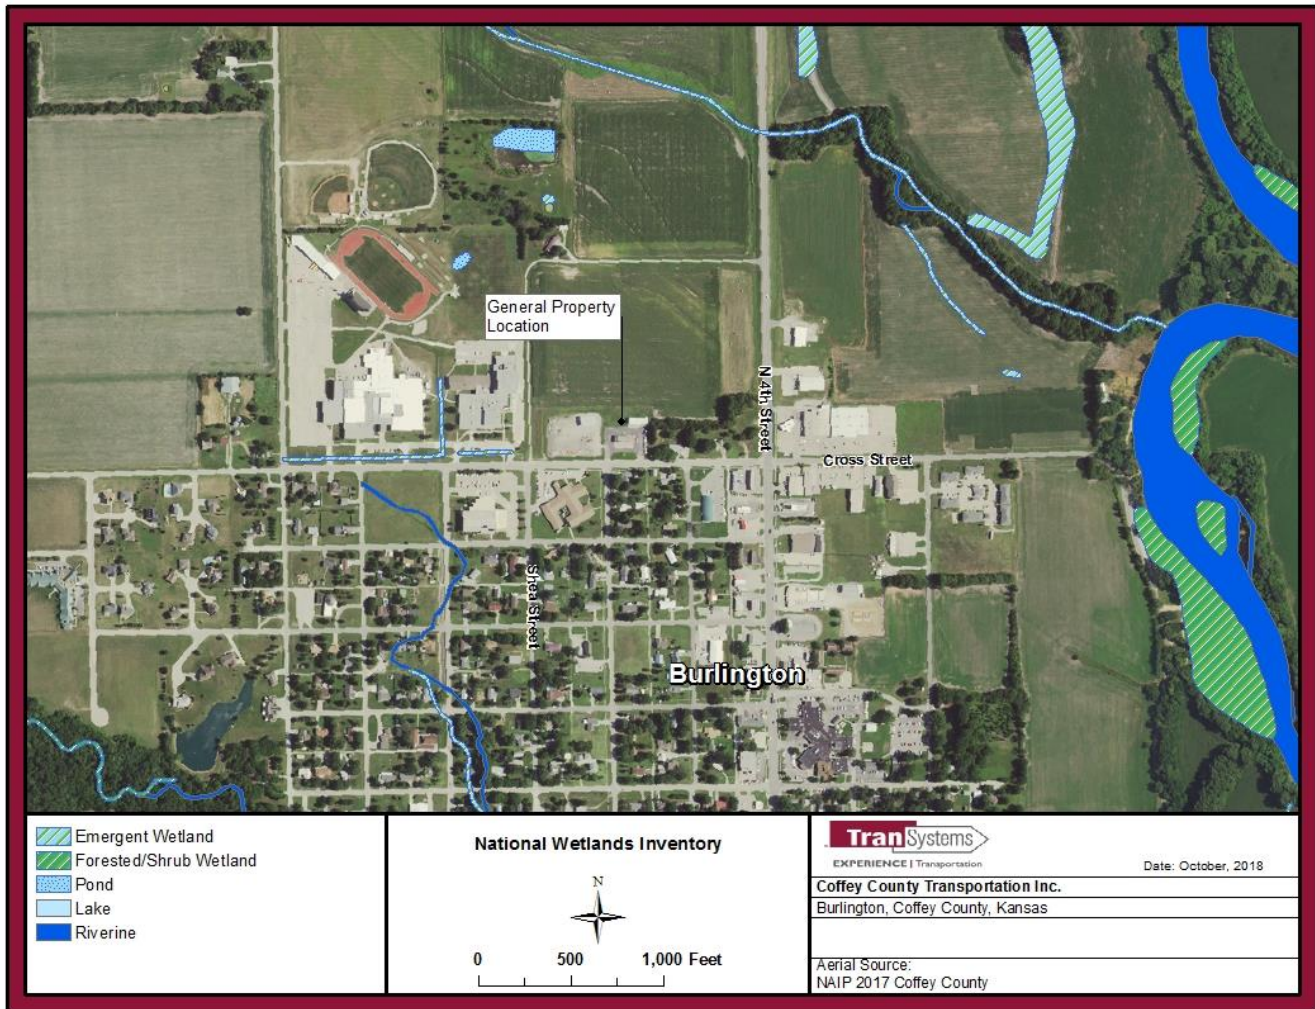 General Property
Location
N 4th Street
Cross Street
Shea Street
Burlington
Emergent Wetland
Forested/Shrub Wetland
Pond
Lake
Riverine
National Wetlands Inventory
N
0 500 1,000 Feet
TranSystems
EXPERIENCE | Transportation
Date: October, 2018
Coffey County Transportation Inc.
Burlington, Coffey County, Kansas
Aerial Source:
NAIP 2017 Coffey County